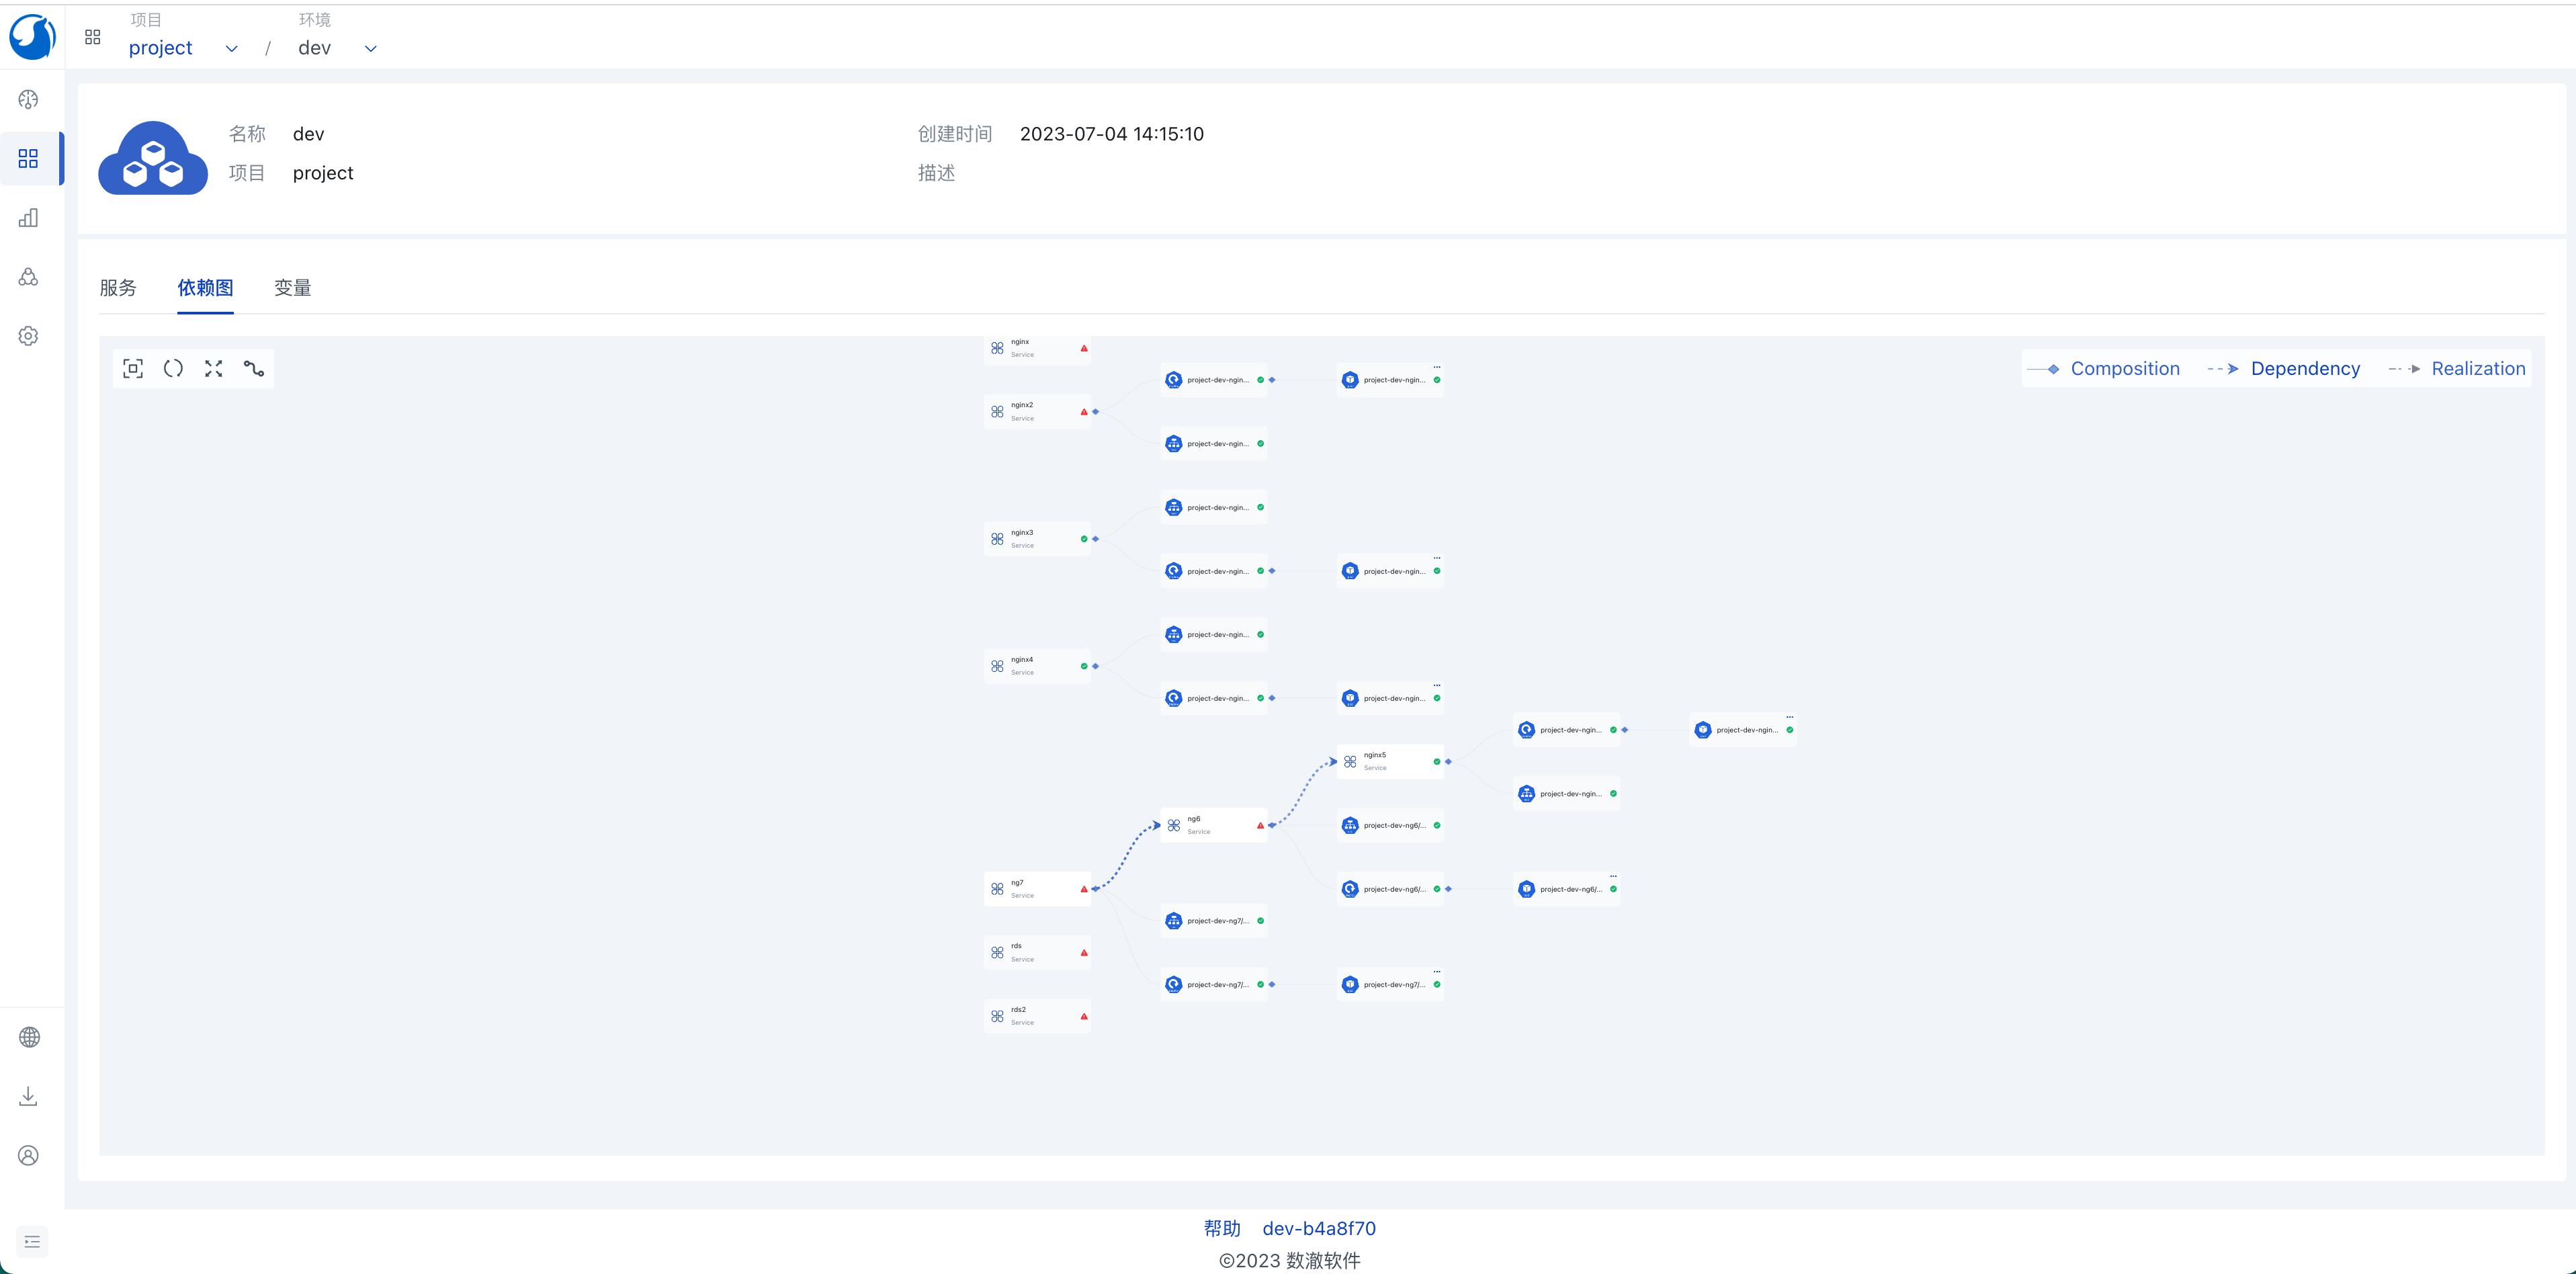 项目
project
/
环境
dev
名称 dev
创建时间 2023-07-04 14:15:10
项目 project
描述
服务
依赖图
变量
Composition
Dependency
Realization
nginx
Service
project-dev-ngin...
project-dev-ngin...
nginx2
Service
project-dev-ngin...
project-dev-ngin...
nginx3
Service
project-dev-ngin...
project-dev-ngin...
project-dev-ngin...
nginx4
Service
project-dev-ngin...
project-dev-ngin...
project-dev-ngin...
project-dev-ngin...
nginx5
Service
project-dev-ngin...
ng6
Service
project-dev-ng6/...
ng7
Service
project-dev-ng6/...
project-dev-ng6/...
project-dev-ng7/...
rds
Service
project-dev-ng7/...
project-dev-ng7/...
rds2
Service
帮助 dev-b4a8f70
©2023 数澈软件